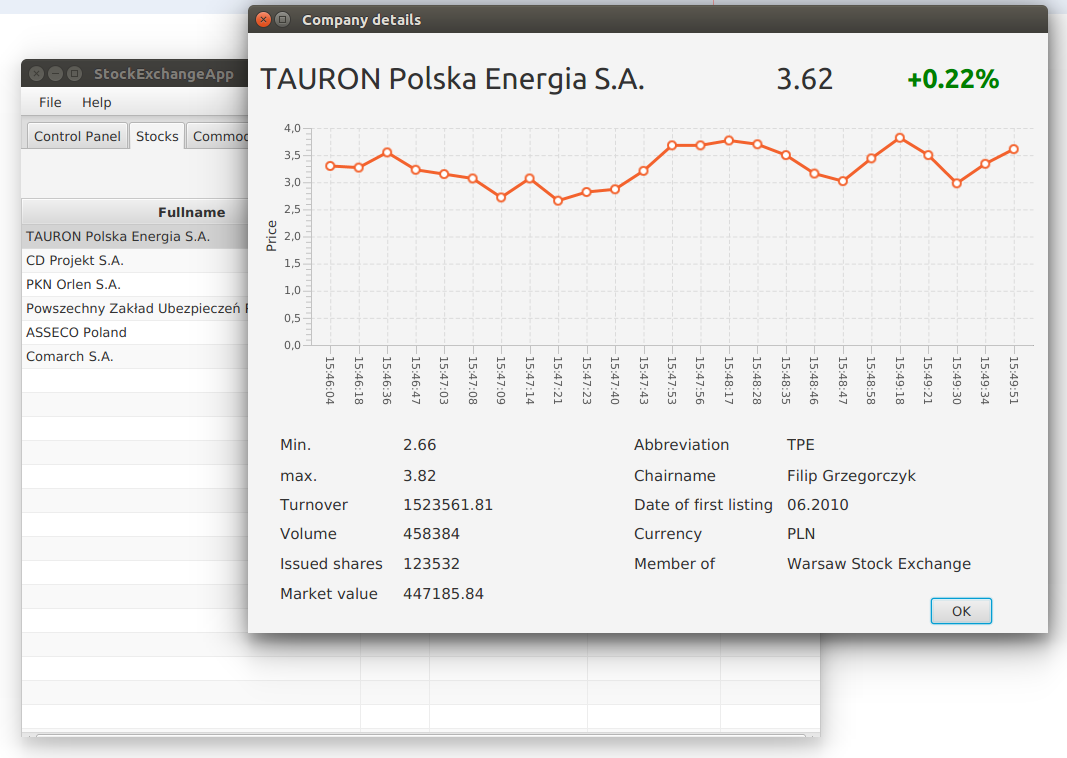 Company details
TAURON Polska Energia S.A. 3.62 +0.22%
4,0
3,5
3,0
2,5
2,0
1,5
1,0
0,5
0,0
Price
15:46:04 15:46:18 15:46:36 15:46:47 15:47:03 15:47:08 15:47:09 15:47:14 15:47:21 15:47:23 15:47:40 15:47:43 15:47:53 15:47:56 15:48:17 15:48:28 15:48:35 15:48:46 15:48:47 15:48:58 15:49:18 15:49:21 15:49:30 15:49:34 15:49:51
Min. 2.66
max. 3.82
Turnover 1523561.81
Volume 458384
Issued shares 123532
Market value 447185.84
Abbreviation TPE
Chairname Filip Grzegorczyk
Date of first listing 06.2010
Currency PLN
Member of Warsaw Stock Exchange
OK
StockExchangeApp
File Help
Control Panel Stocks Commod
Fullname
TAURON Polska Energia S.A.
CD Projekt S.A.
PKN Orlen S.A.
Powszechny Zakład Ubezpieczeń
ASSECO Poland
Comarch S.A.